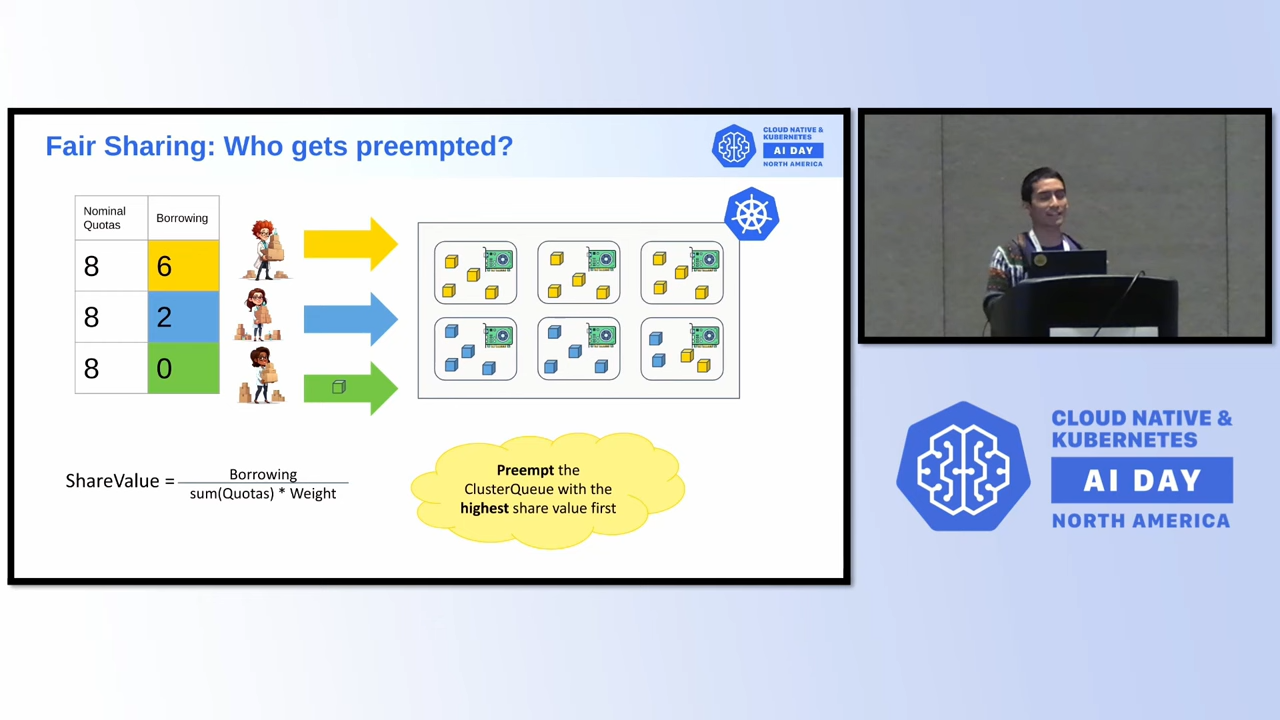 Fair Sharing: Who gets preempted?
CLOUD NATIVE &
KUBERNETES
AI DAY
NORTH AMERICA
Nominal
Quotas
Borrowing
8
6
8
2
8
0
ShareValue =
Borrowing
sum(Quotas) * Weight
Preempt the
ClusterQueue with the
highest share value first
CLOUD NATIVE &
KUBERNETES
AI DAY
NORTH AMERICA